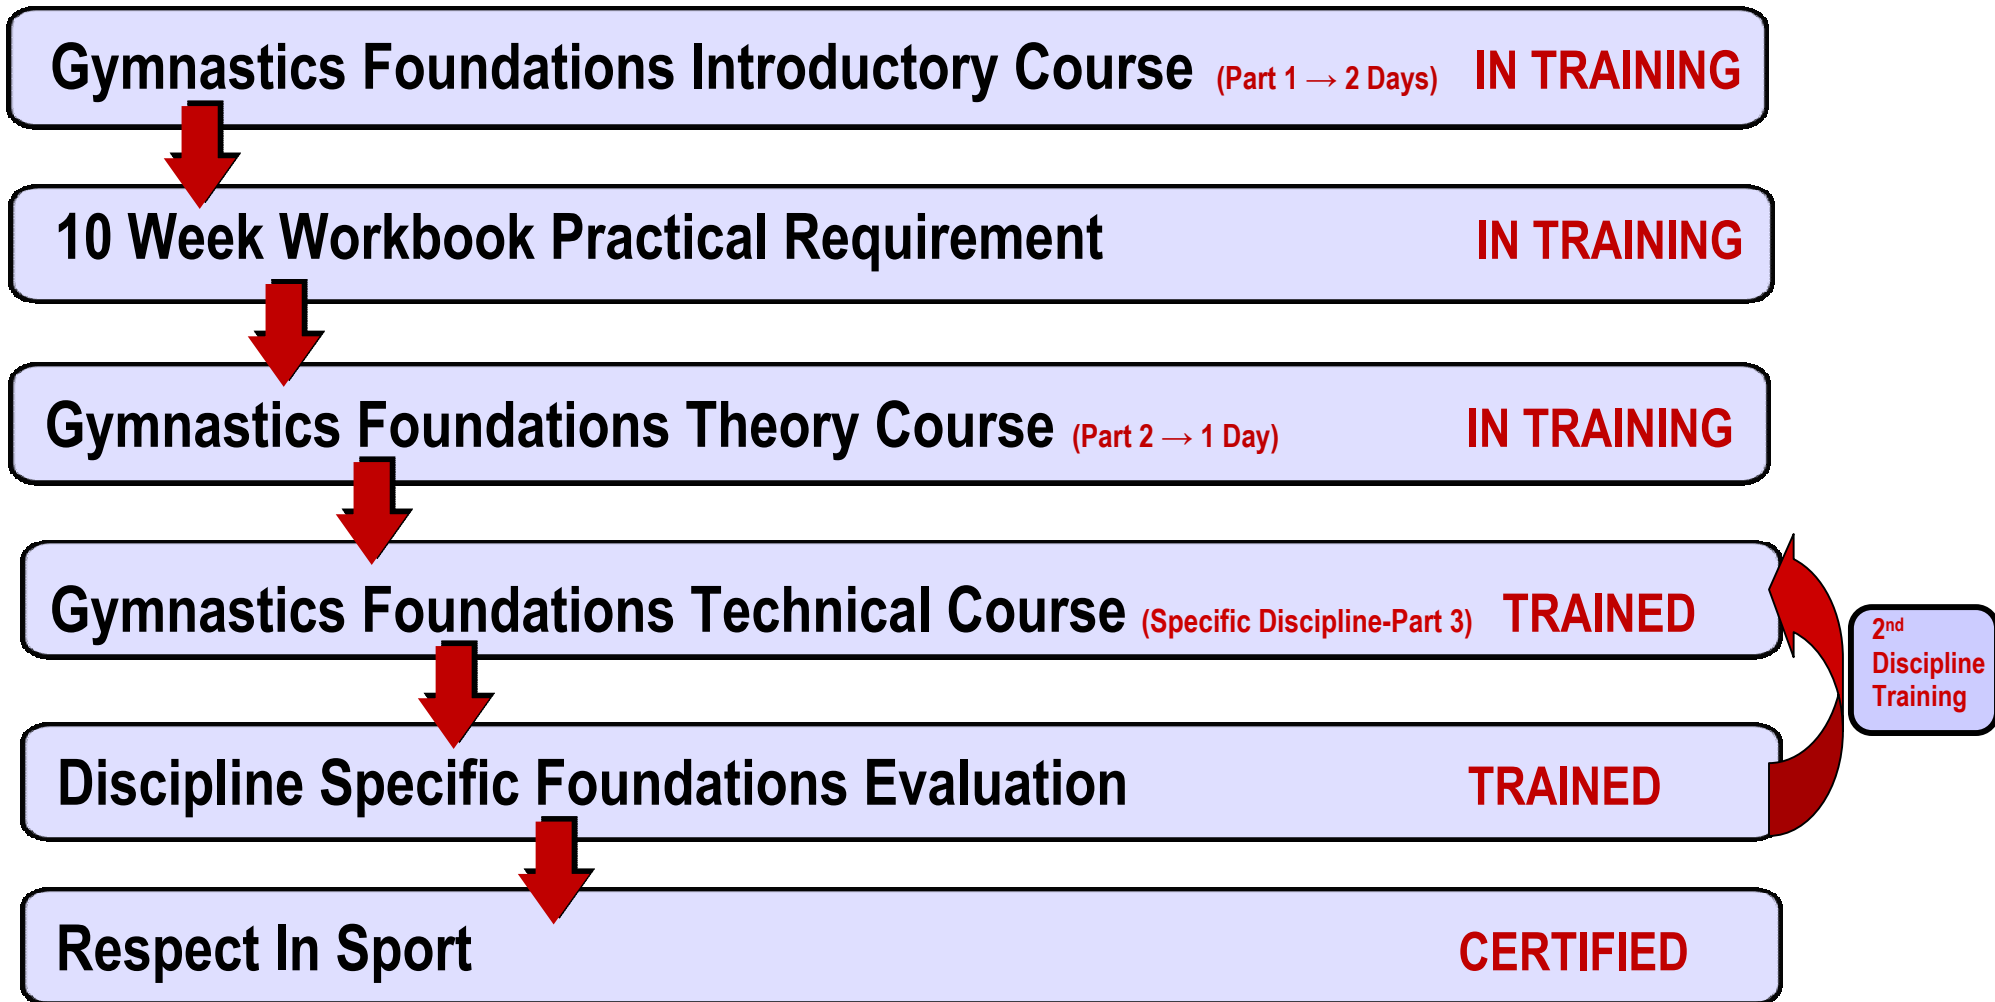 Gymnastics Foundations Introductory Course (Part 1 → 2 Days) IN TRAINING
10 Week Workbook Practical Requirement IN TRAINING
Gymnastics Foundations Theory Course (Part 2 → 1 Day) IN TRAINING
Gymnastics Foundations Technical Course (Specific Discipline-Part 3) TRAINED
2nd
Discipline
Training
Discipline Specific Foundations Evaluation TRAINED
Respect In Sport CERTIFIED